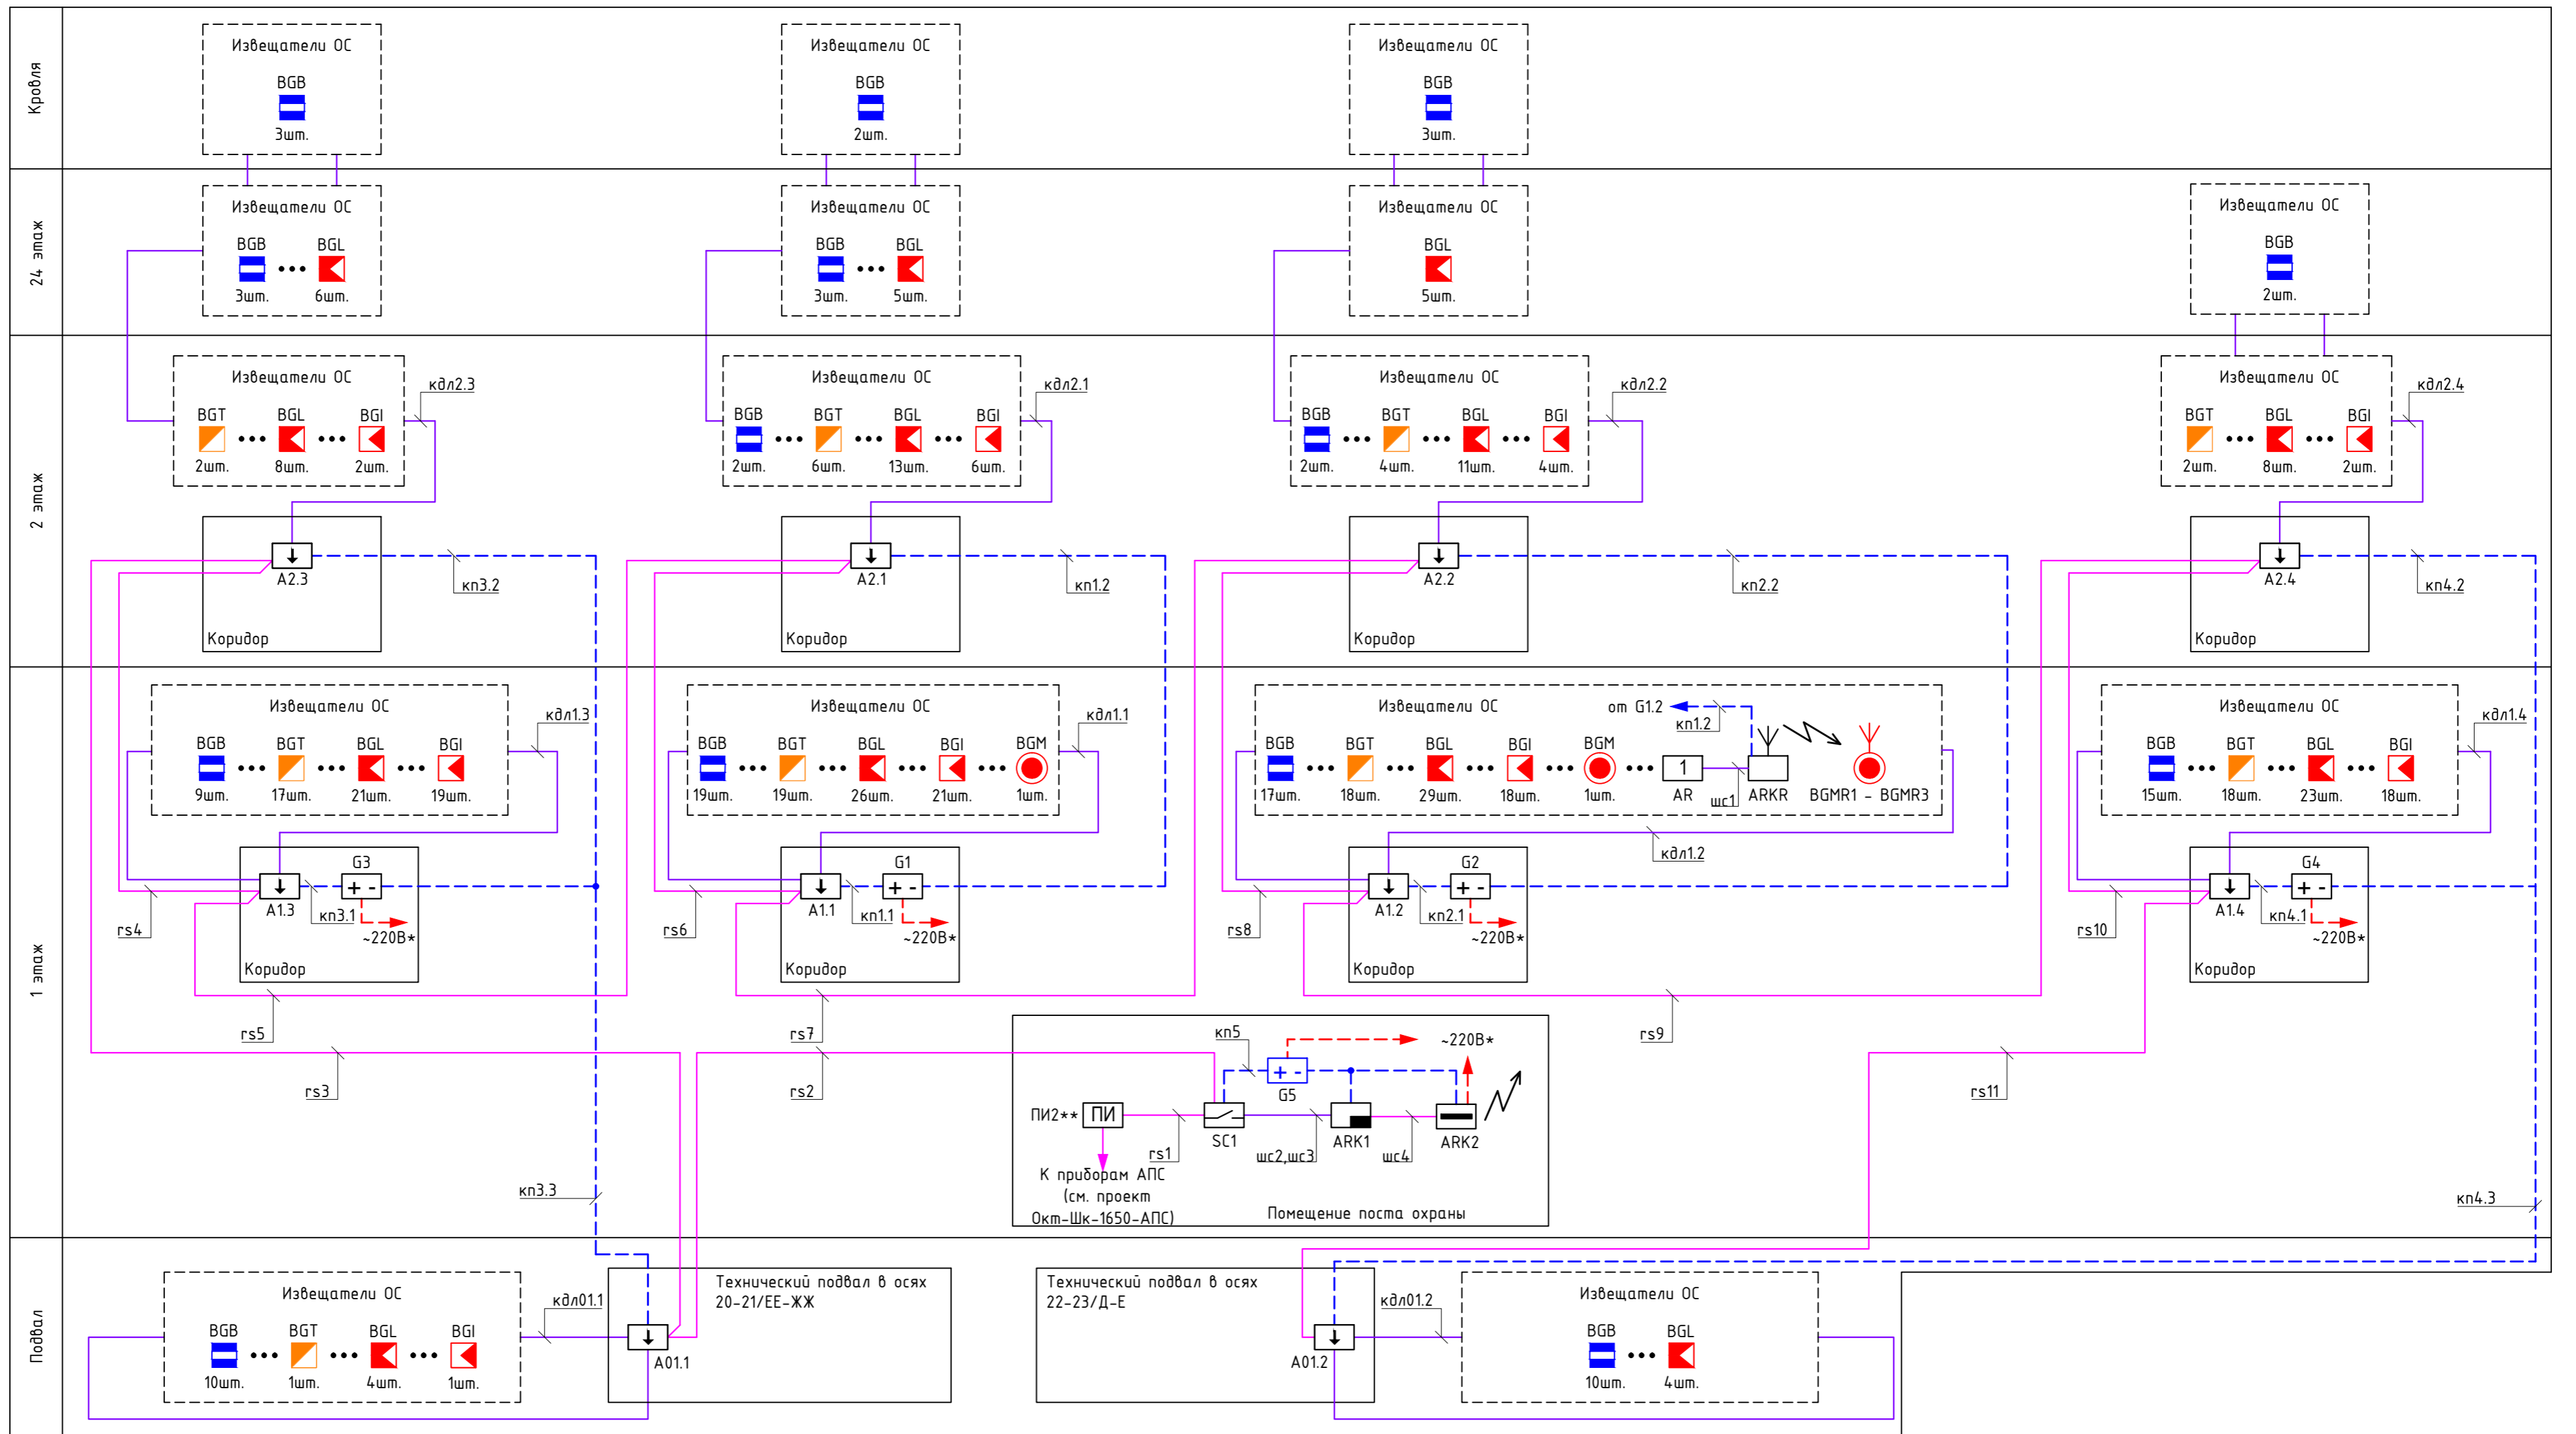 Кровля
Извещатели ОС
BGB
3шт.
Извещатели ОС
BGB
2шт.
Извещатели ОС
BGB
3шт.
24 этаж
Извещатели ОС
BGB BGL
3шт. 6шт.
Извещатели ОС
BGB BGL
3шт. 5шт.
Извещатели ОС
BGL
5шт.
Извещатели ОС
BGB
2шт.
2 этаж
Извещатели ОС
BGT BGL BGI
2шт. 8шт. 2шт.
кдл2.3
Извещатели ОС
BGB BGT BGL BGI
2шт. 6шт. 13шт. 6шт.
кдл2.1
Извещатели ОС
BGB BGT BGL BGI
2шт. 4шт. 11шт. 4шт.
кдл2.2
Извещатели ОС
BGT BGL BGI
2шт. 8шт. 2шт.
кдл2.4
A2.3
кп3.2
Коридор
A2.1
кп1.2
Коридор
A2.2
кп2.2
Коридор
A2.4
кп4.2
Коридор
1 этаж
Извещатели ОС
BGB BGT BGL BGI
9шт. 17шт. 21шт. 19шт.
кдл1.3
Извещатели ОС
BGB BGT BGL BGI BGM
19шт. 19шт. 26шт. 21шт. 1шт.
кдл1.1
Извещатели ОС
от G1.2
кп1.2
BGB BGT BGL BGI BGM
1
17шт. 18шт. 29шт. 18шт. 1шт. AR шс1 ARKR BGMR1 - BGMR3
кдл1.2
Извещатели ОС
BGB BGT BGL BGI
15шт. 18шт. 23шт. 18шт.
кдл1.4
G3
+ -
A1.3
кп3.1
~220В*
Коридор
rs4
G1
+ -
A1.1
кп1.1
~220В*
Коридор
rs6
G2
+ -
A1.2
кп2.1
~220В*
Коридор
rs8
G4
+ -
A1.4
кп4.1
~220В*
Коридор
rs10
rs5
rs7
rs9
rs3
rs2
rs11
кп5
~220В*
+ -
G5
ПИ2**
ПИ
rs1
SC1
шс2,шс3
ARK1
шс4
ARK2
К приборам АПС
(см. проект
Окт-Шк-1650-АПС)
Помещение поста охраны
кп3.3
кп4.3
Подвал
Извещатели ОС
BGB BGT BGL BGI
10шт. 1шт. 4шт. 1шт.
кдл01.1
Технический подвал в осях
20-21/ЕЕ-ЖЖ
A01.1
Технический подвал в осях
22-23/Д-Е
A01.2
кдл01.2
Извещатели ОС
BGB BGL
10шт. 4шт.